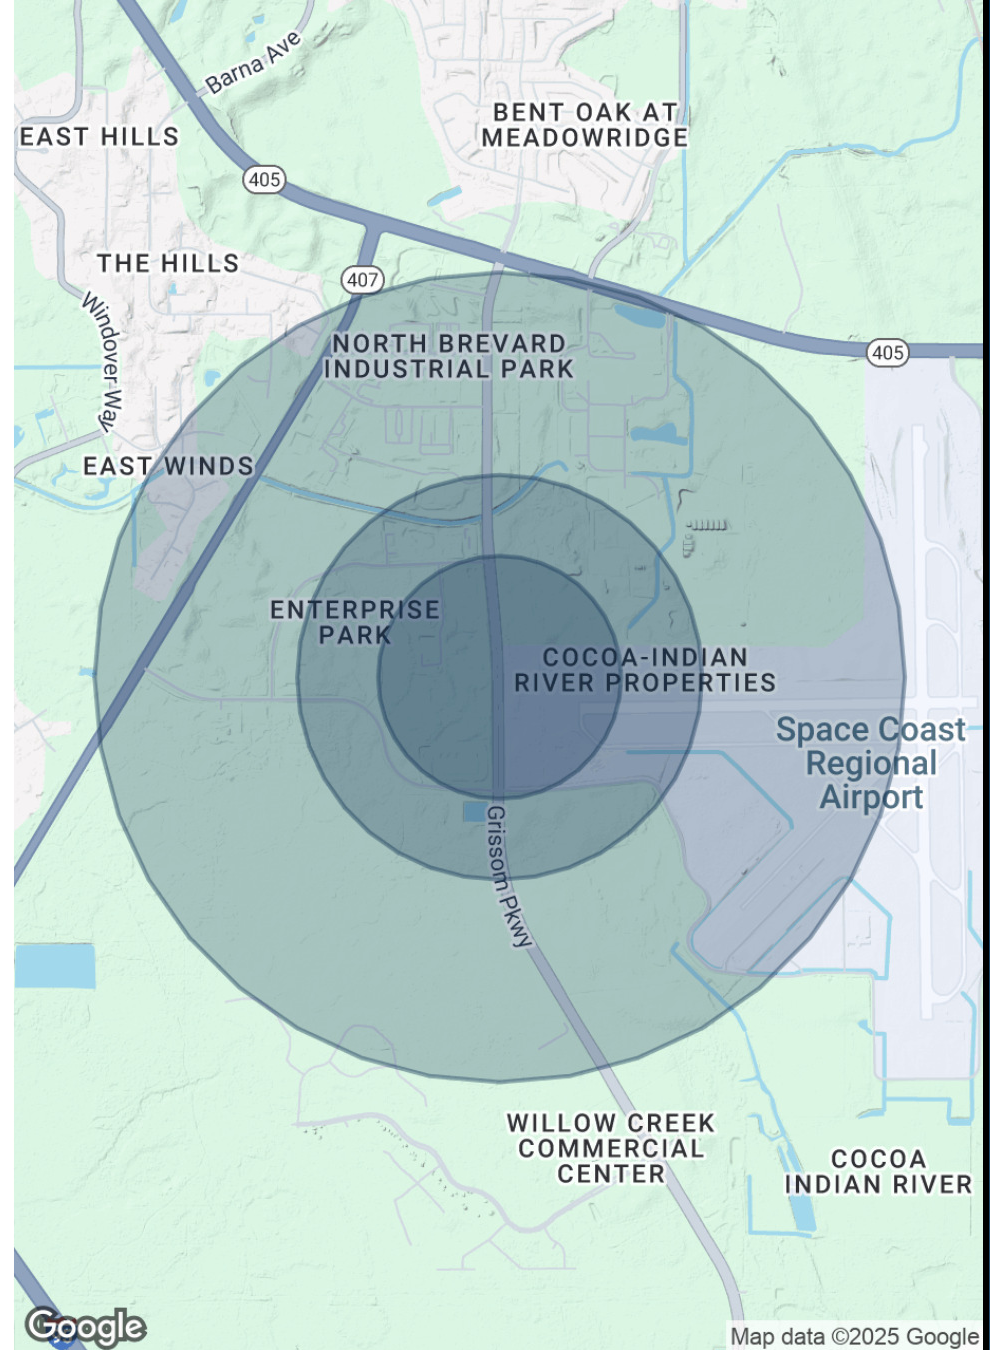 Barna Ave
BENT OAK AT
MEADOWRIDGE
EAST HILLS
405
THE HILLS
407
Windover Way
NORTH BREVARD
INDUSTRIAL PARK
405
EAST WINDS
ENTERPRISE
PARK
COCOA-INDIAN
RIVER PROPERTIES
Space Coast
Regional
Airport
Grissom Pkwy
WILLOW CREEK
COMMERCIAL
CENTER
COCOA
INDIAN RIVER
Google
Map data ©2025 Google